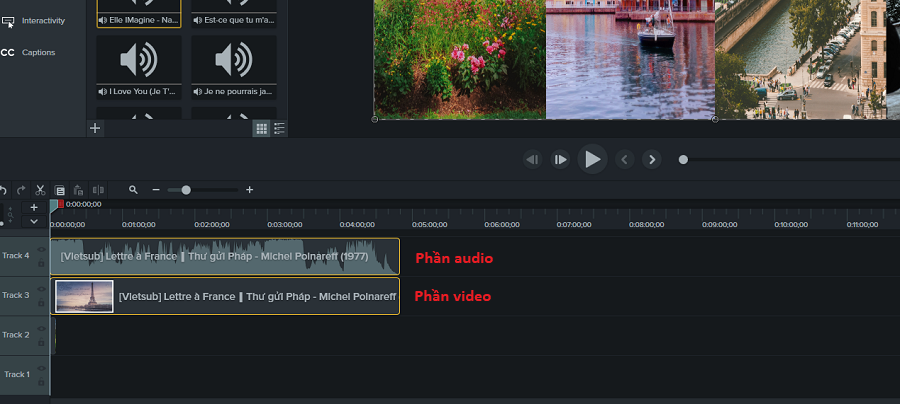 Interactivity
CC Captions
Elle IMagine - Na...
Est-ce que tu m'a...
I Love You (Je T'...
Je ne pourrais ja...
0:00:00;00
0:00:00;00 0:01:00;00 0:02:00;00 0:03:00;00 0:04:00;00 0:05:00;00 0:06:00;00 0:07:00;00 0:08:00;00 0:09:00;00 0:10:00;00 0:11:00;00
Track 4
[Vietsub] Lettre à France ‖ Thư gửi Pháp - Michel Polnareff (1977)
Phần audio
Track 3
[Vietsub] Lettre à France ‖ Thư gửi Pháp - Michel Polnareff
Phần video
Track 2
Track 1